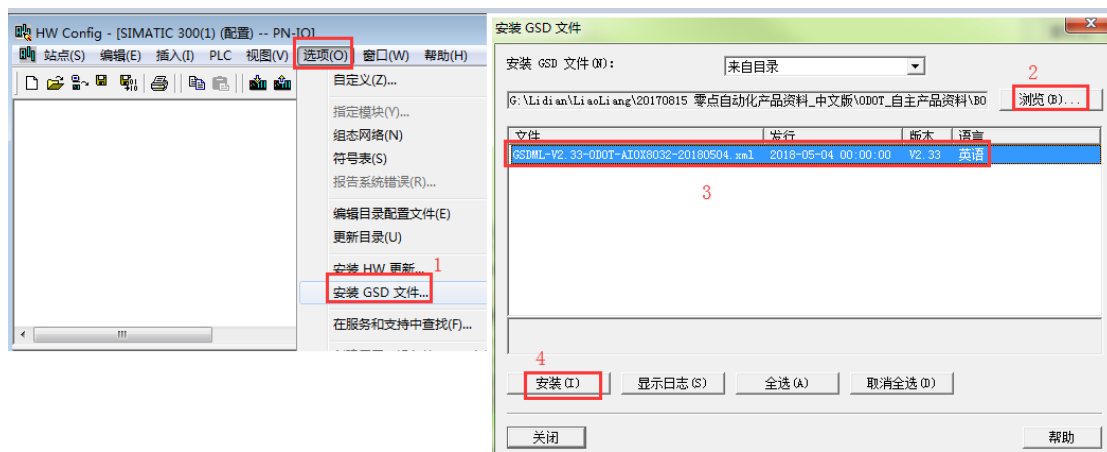 HW Config - [SIMATIC 300(1) (配置) -- PN-IO]
站点(S) 编辑(E) 插入(I) PLC 视图(V) 选项(O) 窗口(W) 帮助(H)
自定义(Z)...
指定模块(Y)...
组态网络(N)
符号表(S)
报告系统错误(R)...
编辑目录配置文件(E)
更新目录(U)
安装 HW 更新...
1
安装 GSD 文件...
在服务和支持中查找(F)...
安装 GSD 文件
安装 GSD 文件(N):
来自目录
2
G:\Lidian\LiaoLiang\20170815 零点自动化产品资料_中文版\ODOT_自主产品资料\BO
浏览(B)...
文件 发行 版本 语言
GSDML-V2.33-ODOT-AIOX8032-20180504.xml 2018-05-04 00:00:00 V2.33 英语
3
4
安装(I) 显示日志(S) 全选(A) 取消全选(D)
关闭 帮助